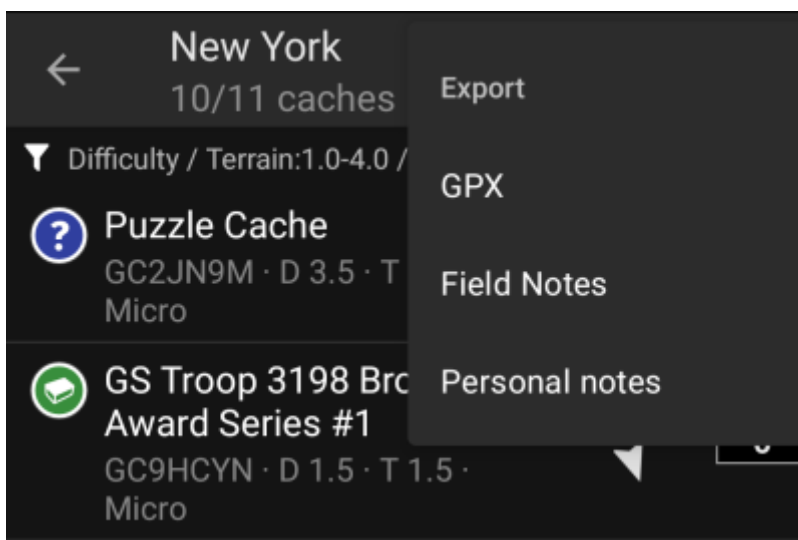 New York
10/11 caches
Difficulty / Terrain:1.0-4.0 /
? Puzzle Cache
GC2JN9M · D 3.5 · T
Micro
GS Troop 3198 Bro
Award Series #1
GC9HCYN · D 1.5 · T 1.5 ·
Micro
Export
GPX
Field Notes
Personal notes